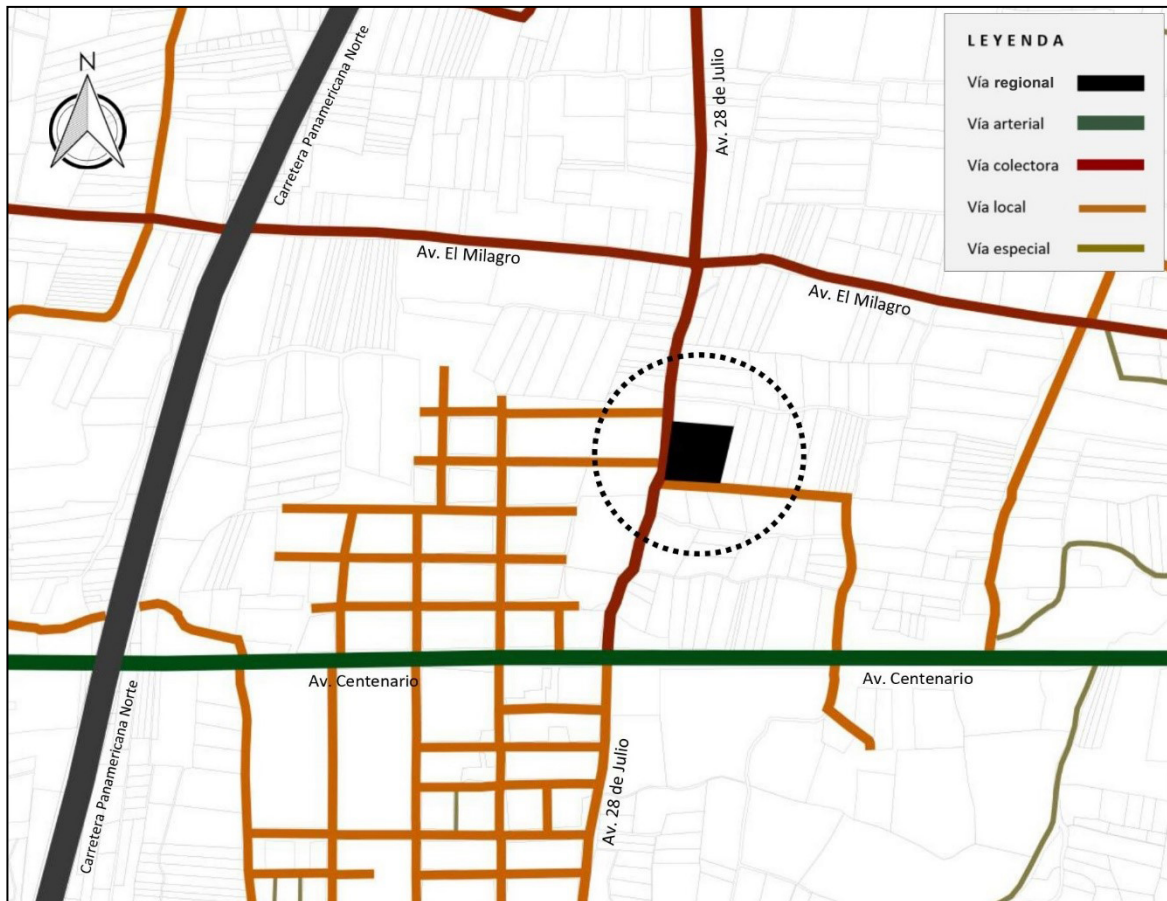 N
Carretera Panamericana Norte
Av. 28 de Julio
LEYENDA
Vía regional
Vía arterial
Vía colectora
Vía local
Vía especial
Av. El Milagro
Av. El Milagro
Av. Centenario
Av. Centenario
Carretera Panamericana Norte
Av. 28 de Julio